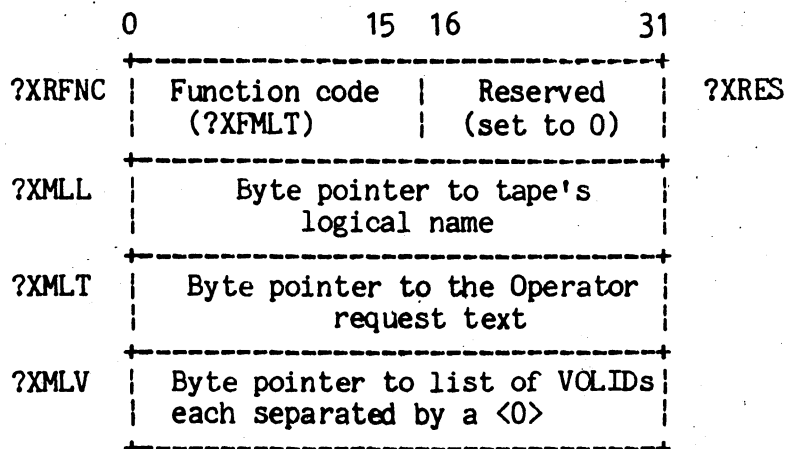 0 15 16 31
?XRFNC Function code Reserved ?XRES
(?XFMLT) (set to 0)
?XMLL Byte pointer to tape's
logical name
?XMLT Byte pointer to the Operator
request text
?XMLV Byte pointer to list of VOLIDs
each separated by a <0>